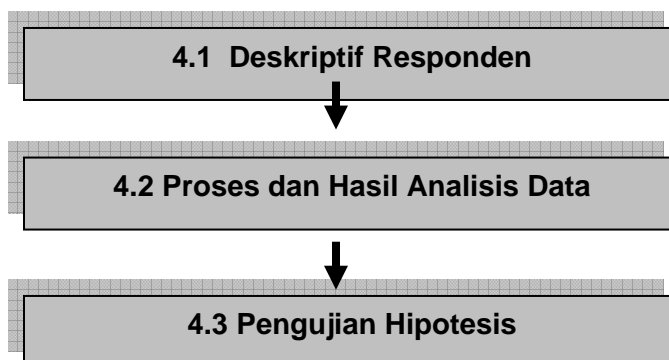 4.1 Deskriptif Responden
4.2 Proses dan Hasil Analisis Data
4.3 Pengujian Hipotesis